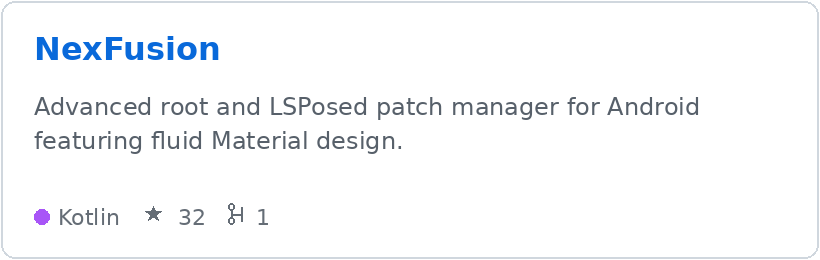 NexFusion
Advanced root and LSPosed patch manager for Android
featuring fluid Material design.
Kotlin 32 1